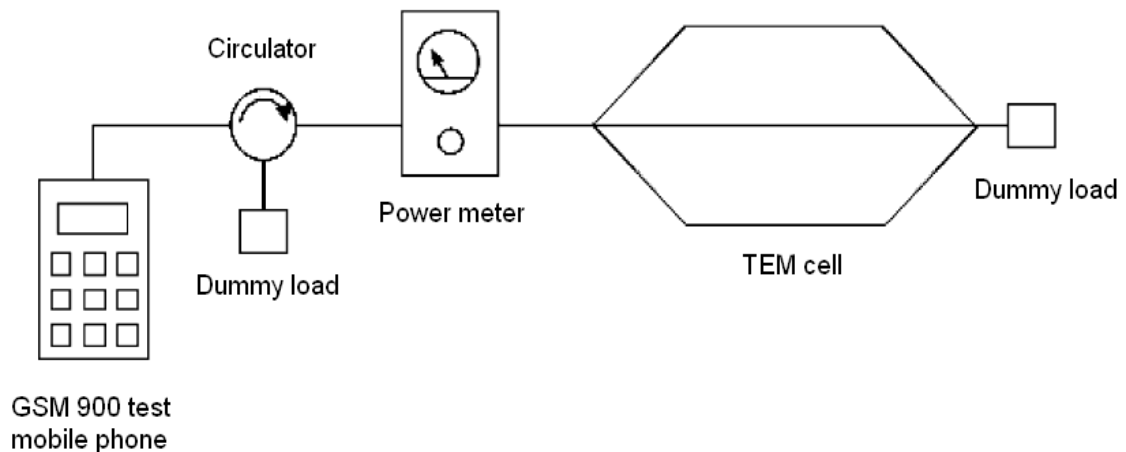 Circulator
Power meter
Dummy load
Dummy load
TEM cell
GSM 900 test
mobile phone